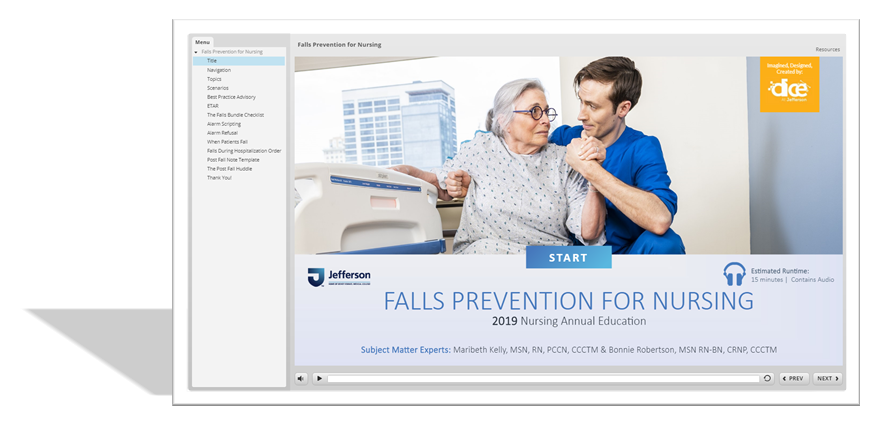 Menu
Falls Prevention for Nursing
Title
Navigation
Topics
Scenarios
Best Practice Advisory
ETAR
The Falls Bundle Checklist
Alarm Scripting
Alarm Refusal
When Patients Fall
Falls During Hospitalization Order
Post Fall Note Template
The Post Fall Huddle
Thank You!
Falls Prevention for Nursing
Resources
Imagined, Designed,
Created by:
dice
at Jefferson
START
Jefferson
Estimated Runtime:
15 minutes | Contains Audio
FALLS PREVENTION FOR NURSING
2019 Nursing Annual Education
Subject Matter Experts: Maribeth Kelly, MSN, RN, PCCN, CCCTM & Bonnie Robertson, MSN RN-BN, CRNP, CCCTM
PREV
NEXT